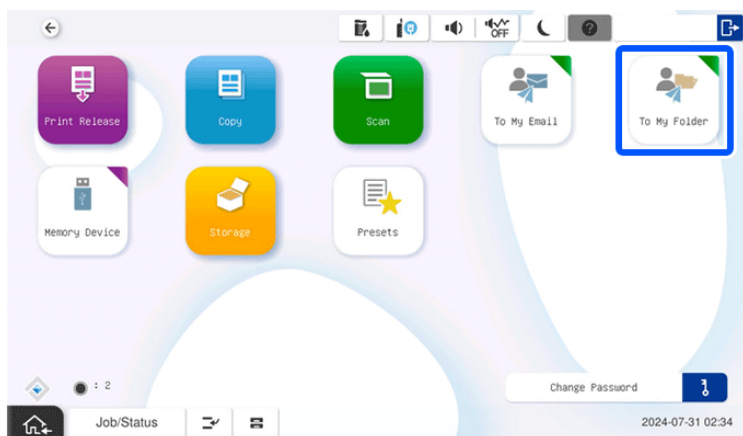 OFF
?
Print Release
Copy
Scan
To My Email
To My Folder
Memory Device
Storage
Presets
: 2
Change Password
Job/Status
2024-07-31 02:34